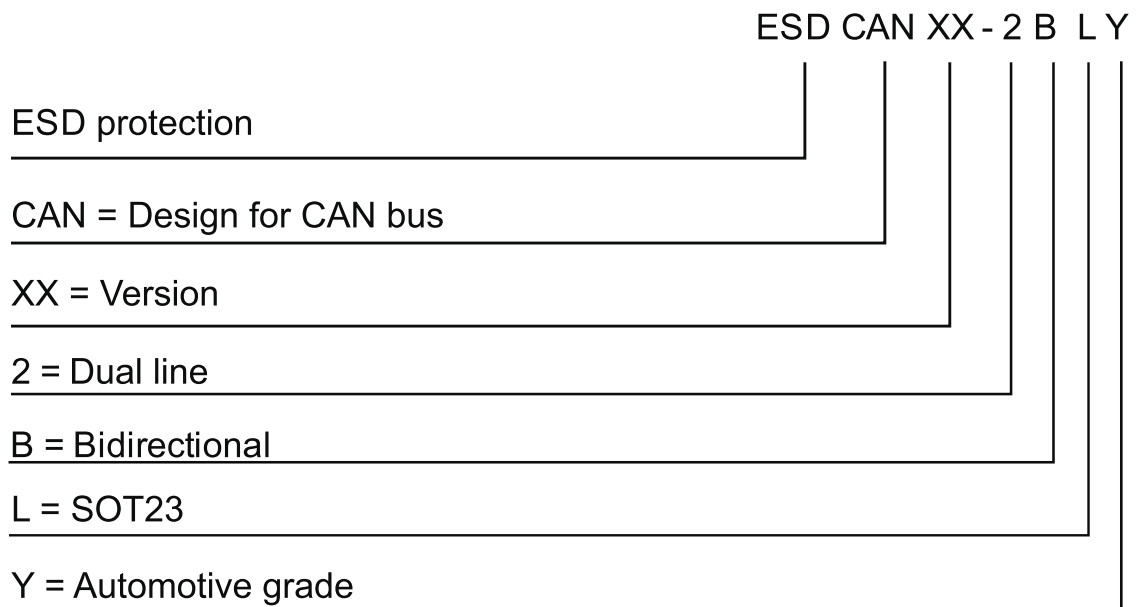 ESD CAN XX - 2 B L Y
ESD protection
CAN = Design for CAN bus
XX = Version
2 = Dual line
B = Bidirectional
L = SOT23
Y = Automotive grade